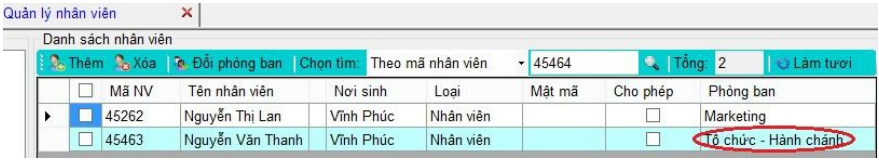 Quản lý nhân viên
Danh sách nhân viên
Thêm Xóa Đổi phòng ban Chọn tìm: Theo mã nhân viên 45464 Tổng: 2 Làm tươi
Mã NV Tên nhân viên Nơi sinh Loại Mật mã Cho phép Phòng ban
45262 Nguyễn Thị Lan Vĩnh Phúc Nhân viên Marketing
45463 Nguyễn Văn Thanh Vĩnh Phúc Nhân viên Tổ chức - Hành chánh